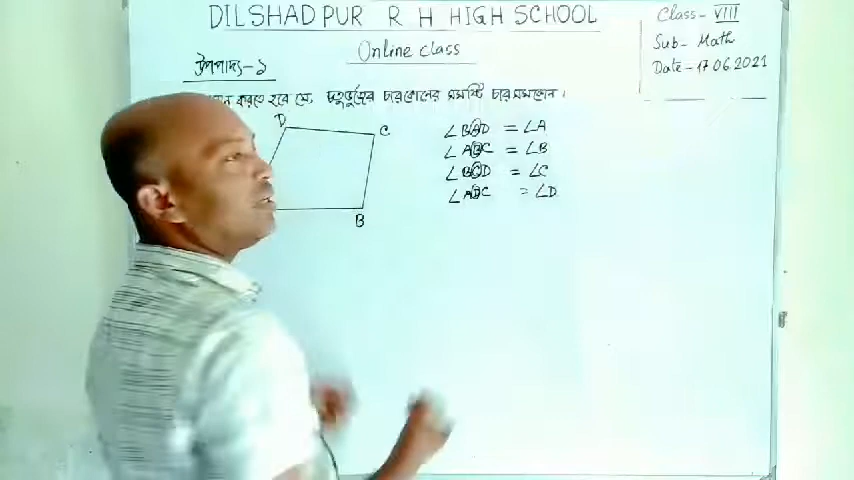 DILSHADPUR R H HIGH SCHOOL
Class- VIII
Online class
Sub- Math
Date - 17.06.2021
উপপাদ্য-১
করতে হবে যে, চতুর্ভুজের চারকোনের সমষ্টি চার সমকোন।
D
C
B
∠BAD = ∠A
∠ABC = ∠B
∠BCD = ∠C
∠ADC = ∠D